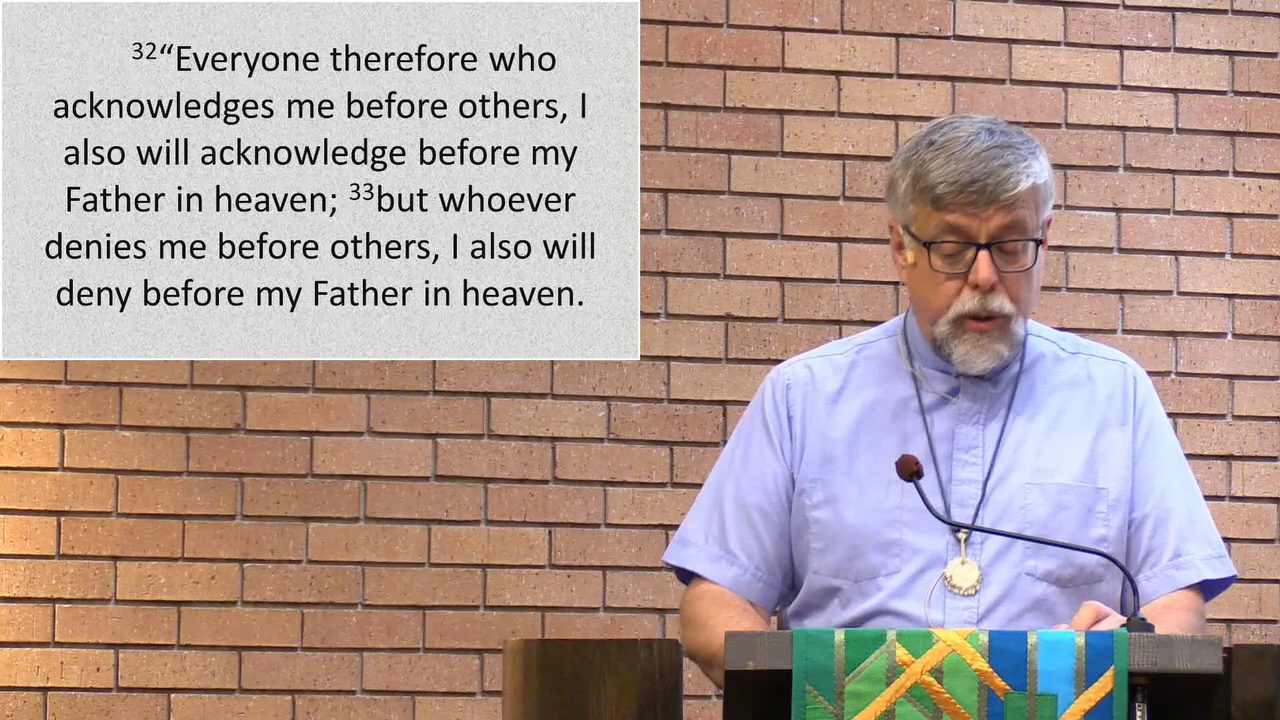 32“Everyone therefore who
acknowledges me before others, I
also will acknowledge before my
Father in heaven; 33but whoever
denies me before others, I also will
deny before my Father in heaven.